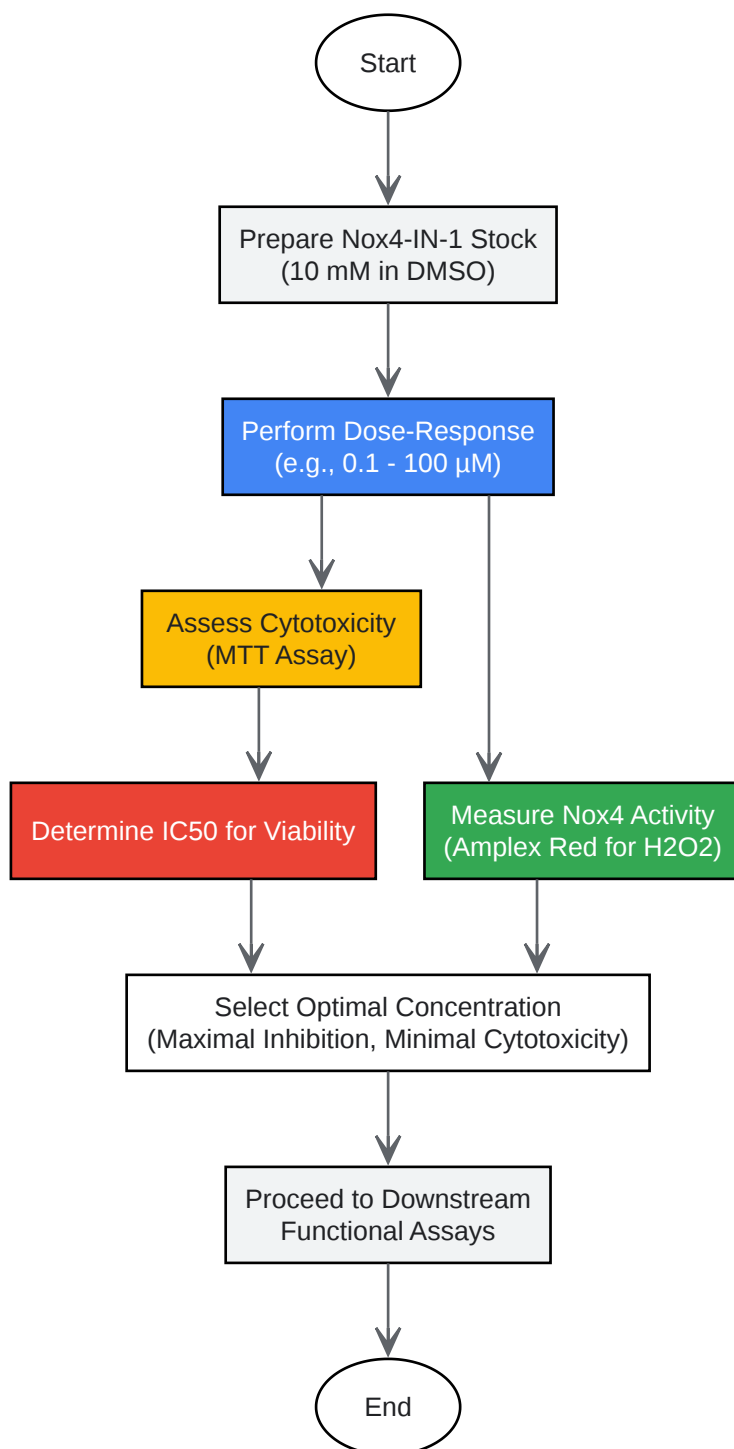 Start
Prepare Nox4-IN-1 Stock
(10 mM in DMSO)
Perform Dose-Response
(e.g., 0.1 - 100 µM)
Assess Cytotoxicity
(MTT Assay)
Determine IC50 for Viability
Measure Nox4 Activity
(Amplex Red for H2O2)
Select Optimal Concentration
(Maximal Inhibition, Minimal Cytotoxicity)
Proceed to Downstream
Functional Assays
End